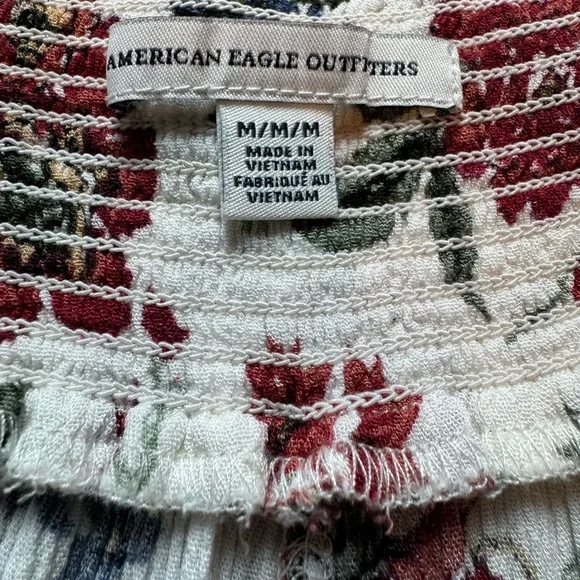 AMERICAN EAGLE OUTFITTERS
M/M/M
MADE IN
VIETNAM
FABRIQUÉ AU
VIETNAM